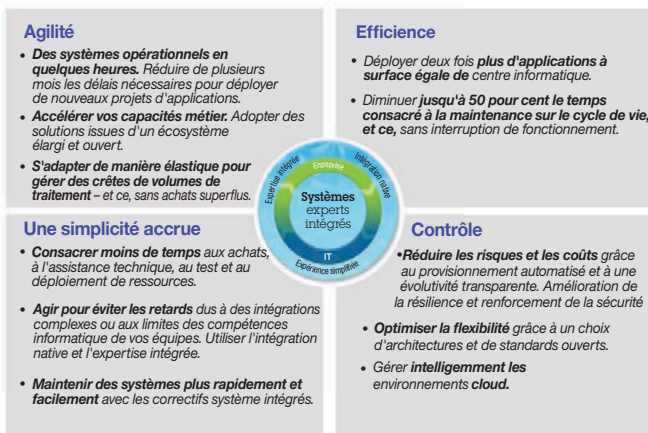 Agilité
• Des systèmes opérationnels en
quelques heures. Réduire de plusieurs
mois les délais nécessaires pour déployer
de nouveaux projets d'applications.
• Accélérer vos capacités métier. Adopter des
solutions issues d'un écosystème
élargi et ouvert.
• S'adapter de manière élastique pour
gérer des crêtes de volumes de
traitement – et ce, sans achats superflus.
Efficience
• Déployer deux fois plus d'applications à
surface égale de centre informatique.
• Diminuer jusqu'à 50 pour cent le temps
consacré à la maintenance sur le cycle de vie,
et ce, sans interruption de fonctionnement.
Expertise intégrée
Entreprise
Intégration native
Systèmes
experts
intégrés
IT
Expérience simplifiée
Une simplicité accrue
• Consacrer moins de temps aux achats,
à l'assistance technique, au test et au
déploiement de ressources.
• Agir pour éviter les retards dus à des intégrations
complexes ou aux limites des compétences
informatique de vos équipes. Utiliser l'intégration
native et l'expertise intégrée.
• Maintenir des systèmes plus rapidement et
facilement avec les correctifs système intégrés.
Contrôle
•Réduire les risques et les coûts grâce
au provisionnement automatisé et à une
évolutivité transparente. Amélioration de
la résilience et renforcement de la sécurité
• Optimiser la flexibilité grâce à un choix
d'architectures et de standards ouverts.
• Gérer intelligemment les
environnements cloud.